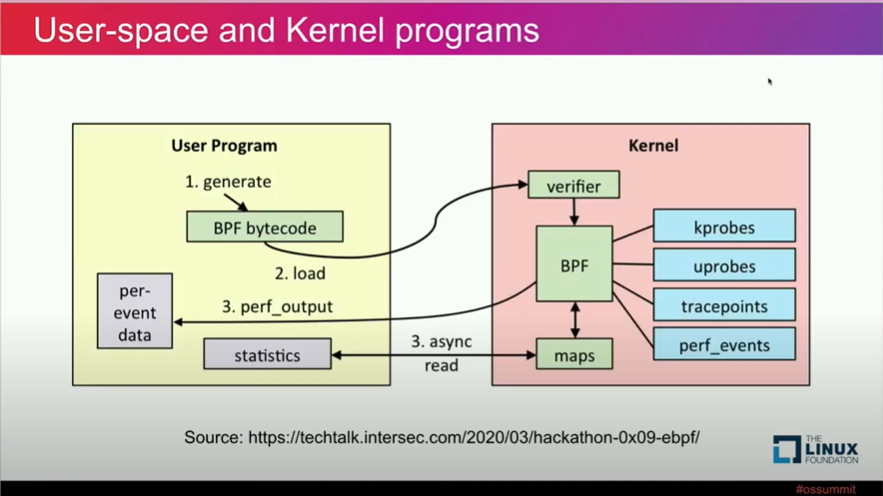 User-space and Kernel programs
User Program
1. generate
BPF bytecode
2. load
per-
event
data
3. perf_output
statistics
3. async
read
Kernel
verifier
BPF
maps
kprobes
uprobes
tracepoints
perf_events
Source: https://techtalk.intersec.com/2020/03/hackathon-0x09-ebpf/
THE
LINUX
FOUNDATION
#ossummit